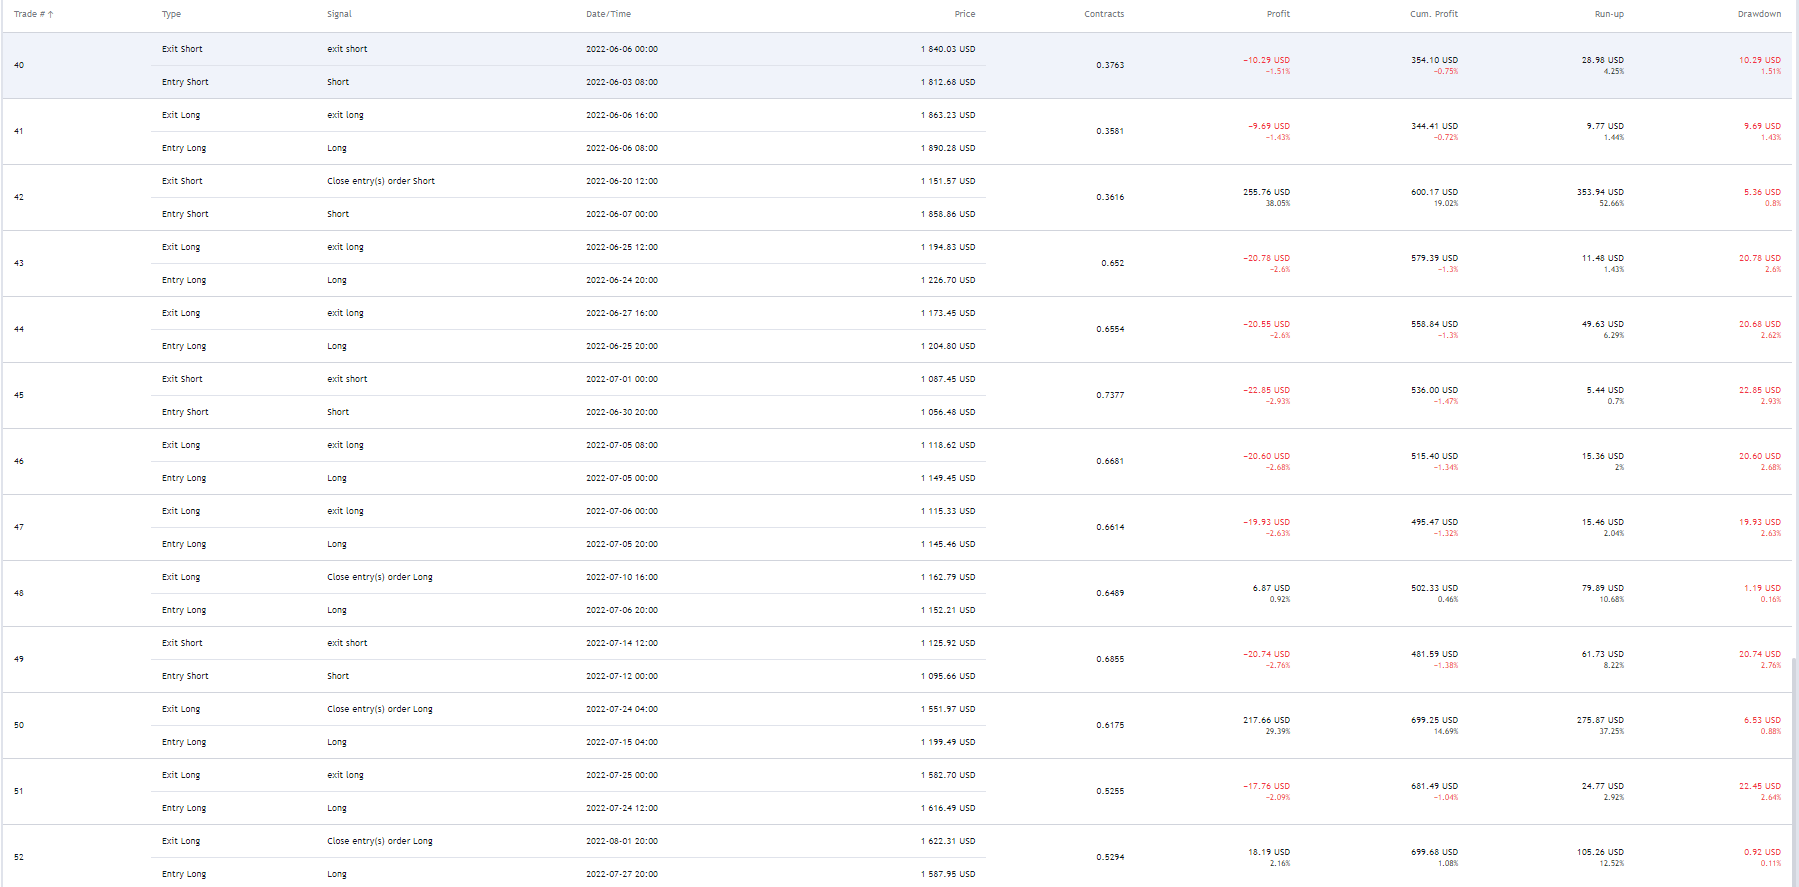 Trade # ↑ Type Signal Date/Time Price Contracts Profit Cum. Profit Run-up Drawdown
Exit Short exit short 2022-06-06 00:00 1 840.03 USD
40 0.3763 −10.29 USD 354.10 USD 28.98 USD 10.29 USD
−1.51% −0.75% 4.25% 1.51%
Entry Short Short 2022-06-03 08:00 1 812.68 USD
Exit Long exit long 2022-06-06 16:00 1 863.23 USD
41 0.3581 −9.69 USD 344.41 USD 9.77 USD 9.69 USD
−1.43% −0.72% 1.44% 1.43%
Entry Long Long 2022-06-06 08:00 1 890.28 USD
Exit Short Close entry(s) order Short 2022-06-20 12:00 1 151.57 USD
42 0.3616 255.76 USD 600.17 USD 353.94 USD 5.36 USD
38.05% 19.02% 52.66% 0.8%
Entry Short Short 2022-06-07 00:00 1 858.86 USD
Exit Long exit long 2022-06-25 12:00 1 194.83 USD
43 0.652 −20.78 USD 579.39 USD 11.48 USD 20.78 USD
−2.6% −1.3% 1.43% 2.6%
Entry Long Long 2022-06-24 20:00 1 226.70 USD
Exit Long exit long 2022-06-27 16:00 1 173.45 USD
44 0.6554 −20.55 USD 558.84 USD 49.63 USD 20.68 USD
−2.6% −1.3% 6.29% 2.62%
Entry Long Long 2022-06-25 20:00 1 204.80 USD
Exit Short exit short 2022-07-01 00:00 1 087.45 USD
45 0.7377 −22.85 USD 536.00 USD 5.44 USD 22.85 USD
−2.93% −1.47% 0.7% 2.93%
Entry Short Short 2022-06-30 20:00 1 056.48 USD
Exit Long exit long 2022-07-05 08:00 1 118.62 USD
46 0.6681 −20.60 USD 515.40 USD 15.36 USD 20.60 USD
−2.68% −1.34% 2% 2.68%
Entry Long Long 2022-07-05 00:00 1 149.45 USD
Exit Long exit long 2022-07-06 00:00 1 115.33 USD
47 0.6614 −19.93 USD 495.47 USD 15.46 USD 19.93 USD
−2.63% −1.32% 2.04% 2.63%
Entry Long Long 2022-07-05 20:00 1 145.46 USD
Exit Long Close entry(s) order Long 2022-07-10 16:00 1 162.79 USD
48 0.6489 6.87 USD 502.33 USD 79.89 USD 1.19 USD
0.92% 0.46% 10.68% 0.16%
Entry Long Long 2022-07-06 20:00 1 152.21 USD
Exit Short exit short 2022-07-14 12:00 1 125.92 USD
49 0.6855 −20.74 USD 481.59 USD 61.73 USD 20.74 USD
−2.76% −1.38% 8.22% 2.76%
Entry Short Short 2022-07-12 00:00 1 095.66 USD
Exit Long Close entry(s) order Long 2022-07-24 04:00 1 551.97 USD
50 0.6175 217.66 USD 699.25 USD 275.87 USD 6.53 USD
29.39% 14.69% 37.25% 0.88%
Entry Long Long 2022-07-15 04:00 1 199.49 USD
Exit Long exit long 2022-07-25 00:00 1 582.70 USD
51 0.5255 −17.76 USD 681.49 USD 24.77 USD 22.45 USD
−2.09% −1.04% 2.92% 2.64%
Entry Long Long 2022-07-24 12:00 1 616.49 USD
Exit Long Close entry(s) order Long 2022-08-01 20:00 1 622.31 USD
52 0.5294 18.19 USD 699.68 USD 105.26 USD 0.92 USD
2.16% 1.08% 12.52% 0.11%
Entry Long Long 2022-07-27 20:00 1 587.95 USD